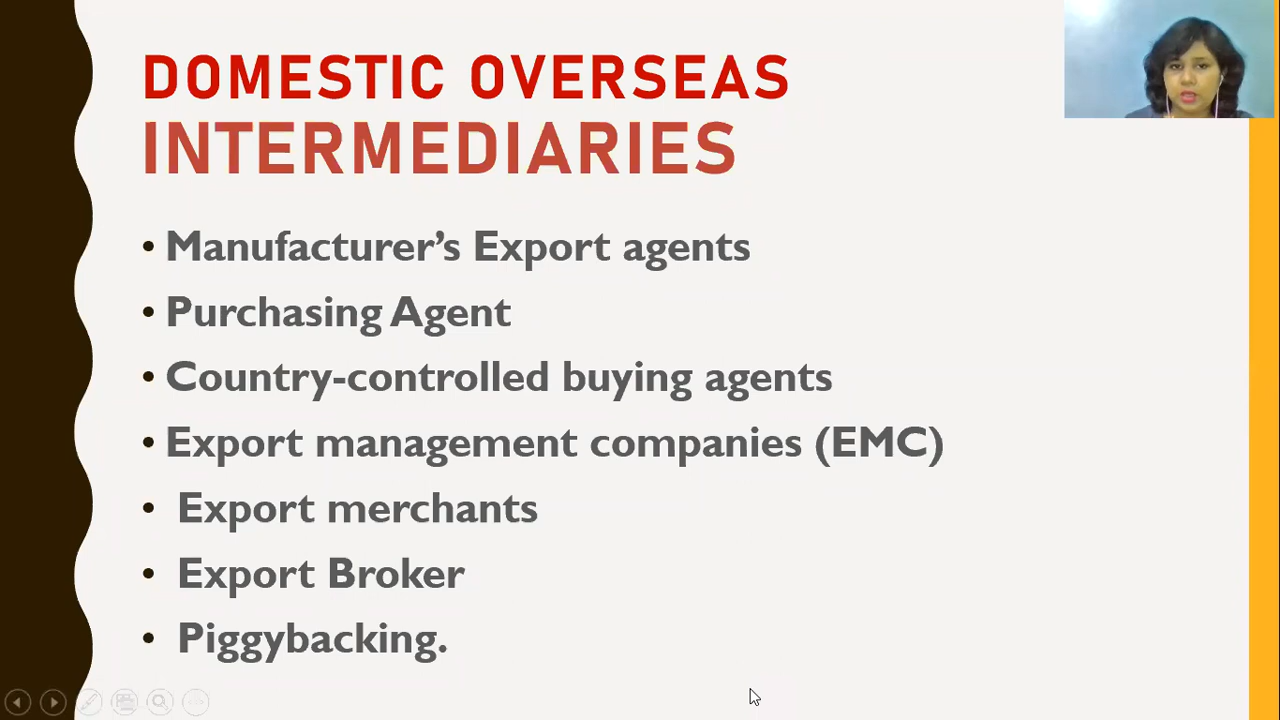 DOMESTIC OVERSEAS
INTERMEDIARIES
• Manufacturer’s Export agents
• Purchasing Agent
• Country-controlled buying agents
• Export management companies (EMC)
• Export merchants
• Export Broker
• Piggybacking.